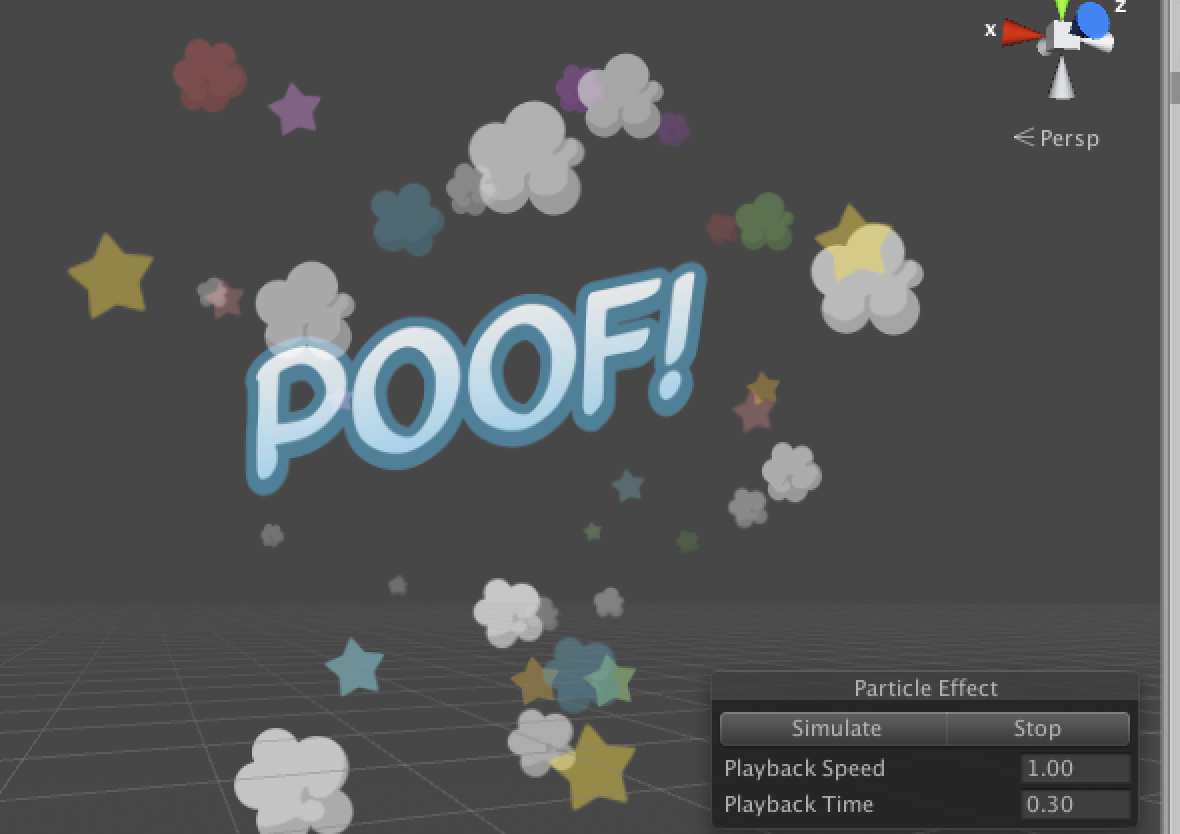 x
z
Persp
POOF!
Particle Effect
Simulate Stop
Playback Speed 1.00
Playback Time 0.30